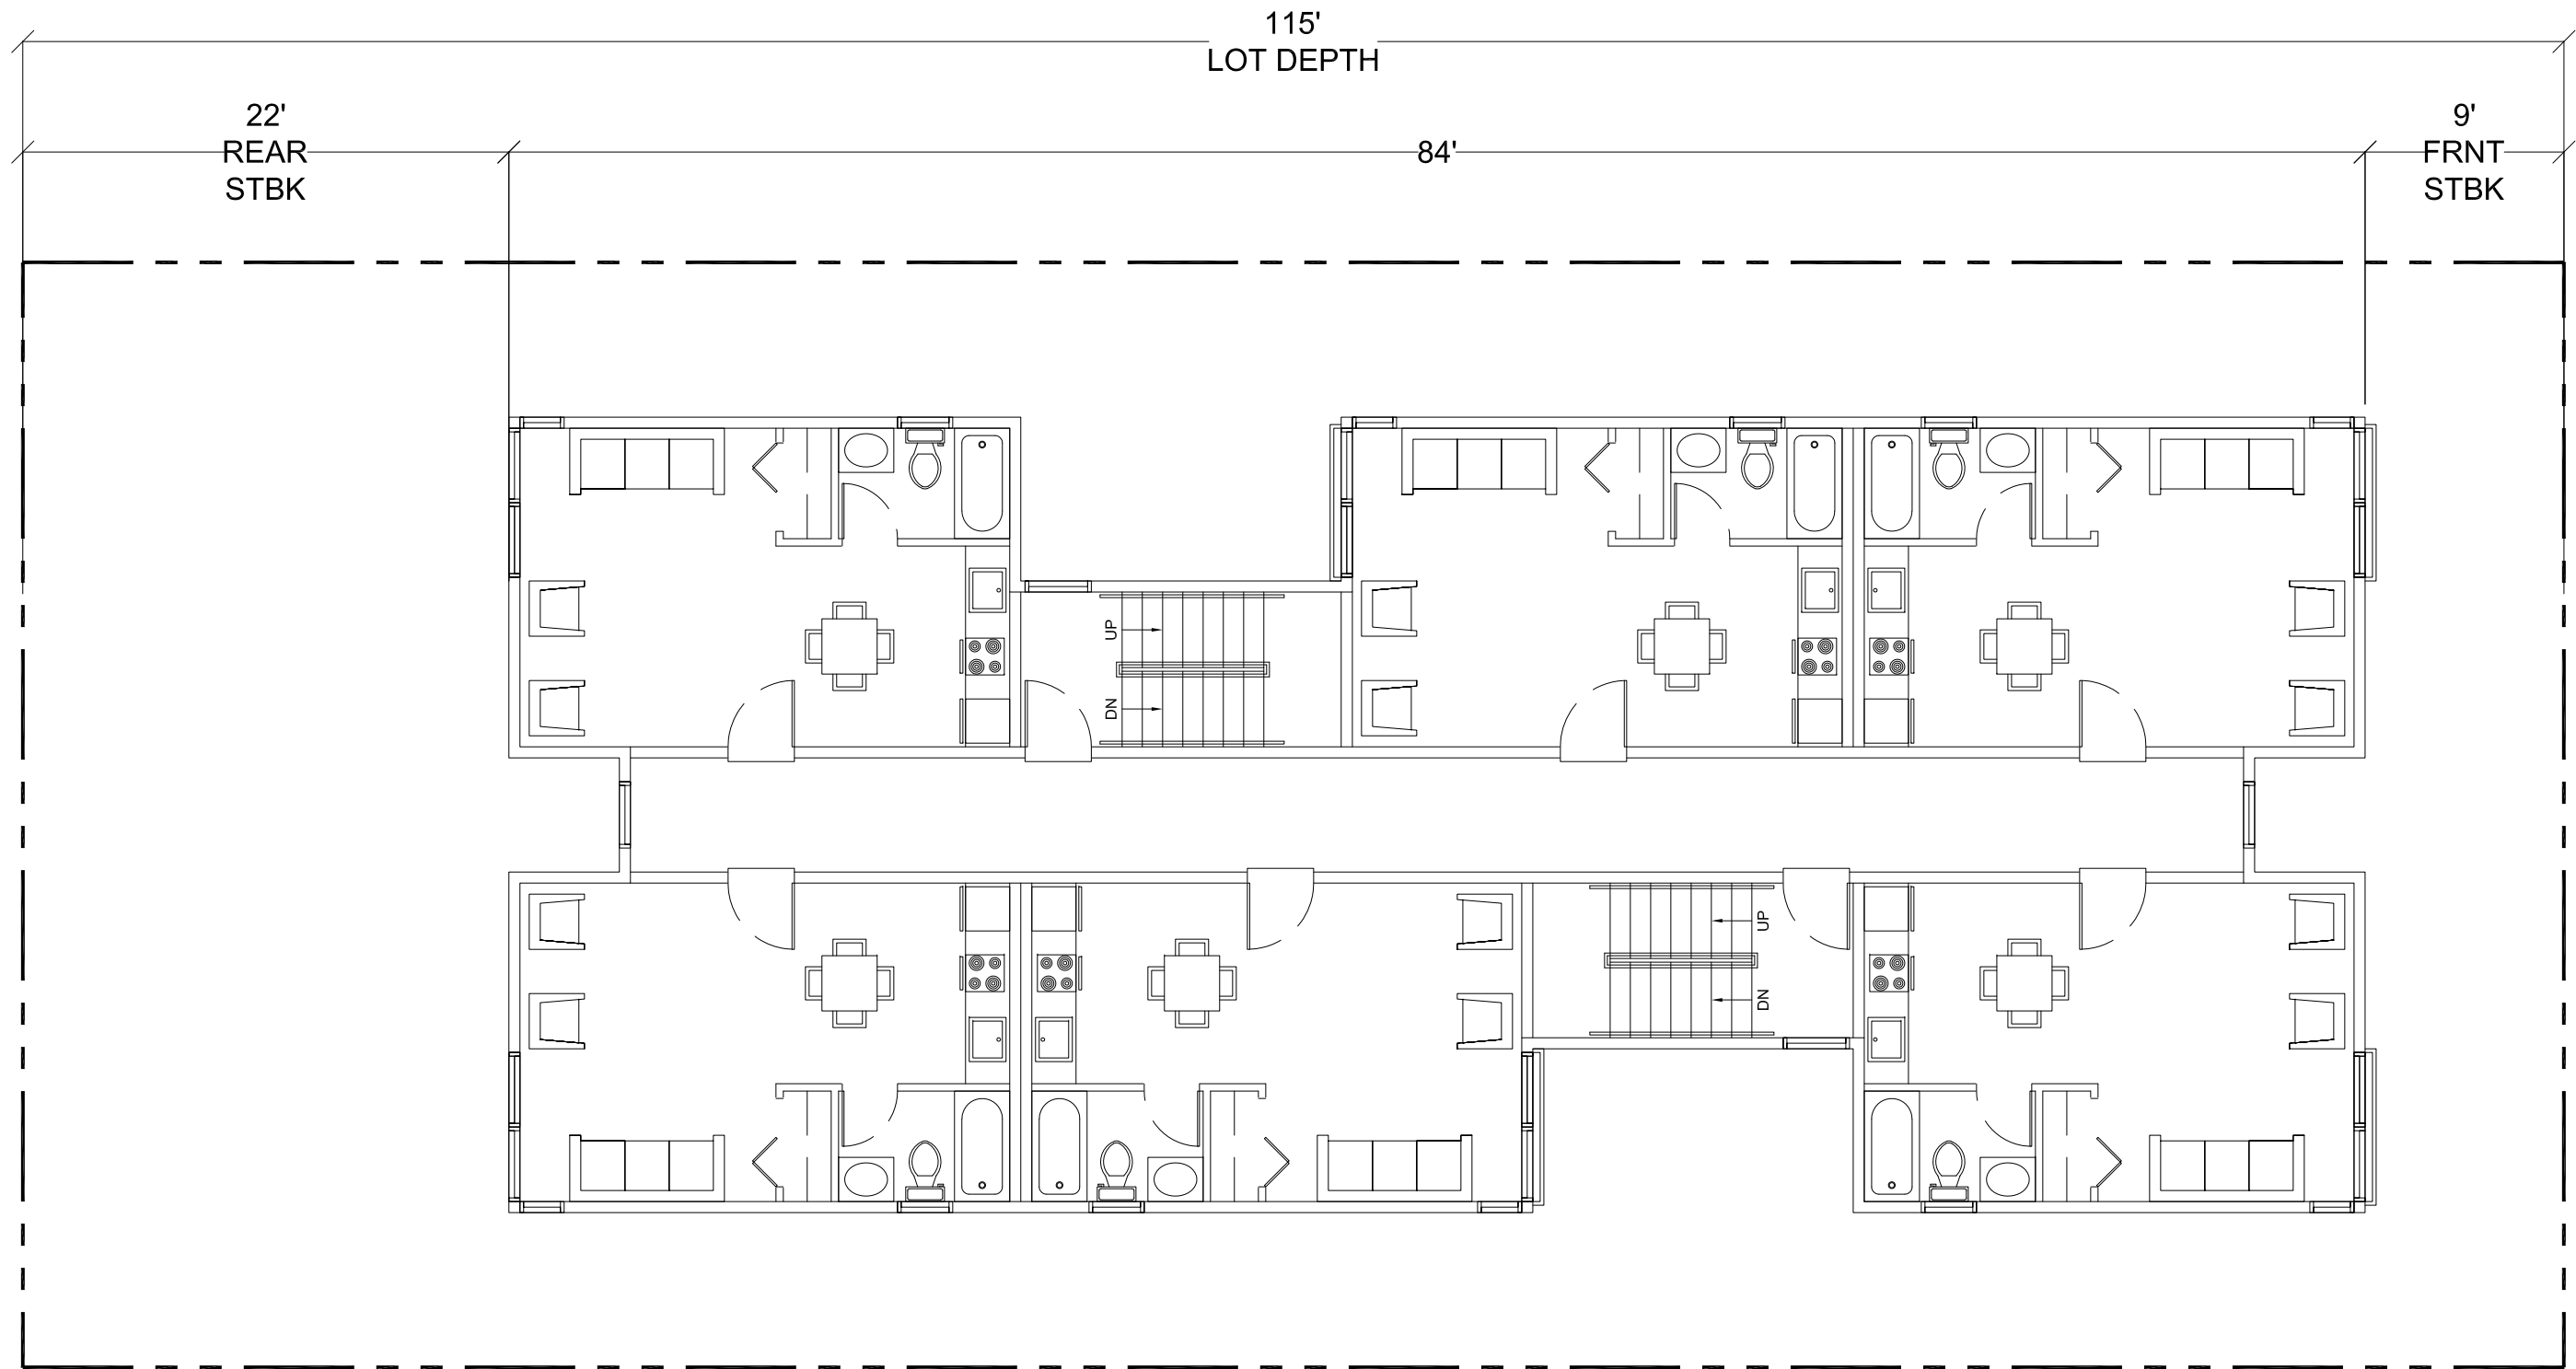 115'
LOT DEPTH
22'
REAR
STBK
84'
9'
FRNT
STBK
UP
DN
UP
DN